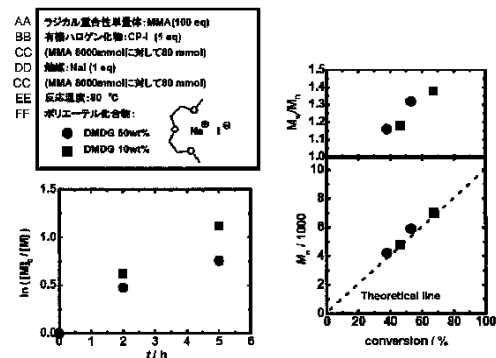 AA ラジカル重合性単量体:MMA(100 eq)
BB 有機ハロゲン化物:CP-I (1 eq)
CC (MMA 8000mmolに対して80 mmol)
DD 触媒:NaI (1 eq)
CC (MMA 8000mmolに対して80 mmol)
EE 反応温度:80 ℃
FF ポリエーテル化合物:
DMDG 50wt%
DMDG 10wt%
O
O
O
Na ⊕ I ⊖
ln([M]0/[M])
1.5
1.0
0.5
0.0
0 1 2 3 4 5 6
t / h
Mw/Mn
1.5
1.4
1.3
1.2
1.1
1.0
Mn / 1000
10
8
6
4
2
0
Theoretical line
0 20 40 60 80 100
conversion / %